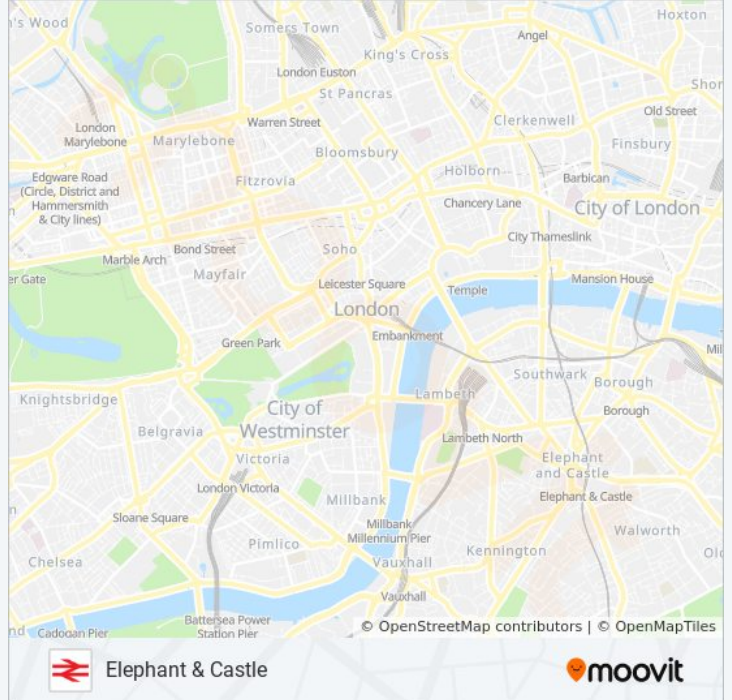 's Wood
Hoxton
Somers Town
Angel
King's Cross
London Euston
St Pancras
Shor
Old Street
Warren Street
Clerkenwell
London
Marylebone
Marylebone
Finsbury
Bloomsbury
Holborn
Barbican
Edgware Road
(Circle, District and
Hammersmith
& City lines)
Fitzrovia
Chancery Lane
City of London
n
City Thameslink
Bond Street
Soho
Marble Arch
Mayfair
er Gate
Leicester Square
Temple
Mansion House
London
Embankment
Green Park
Mil
Southwark
Borough
Knightsbridge
Lambeth
City of
Westminster
Borough
Belgravia
Lambeth North
Victoria
Elephant
and Castle
London Victoria
Elephant & Castle
Millbank
n
Sloane Square
Millbank
Millennium Pier
Walworth
Pimlico
Kennington
Old
Chelsea
Vauxhall
Vauxhall
Battersea Power
Station Pier
nd
Cadogan Pier
© OpenStreetMap contributors | © OpenMapTiles
Elephant & Castle
moovit